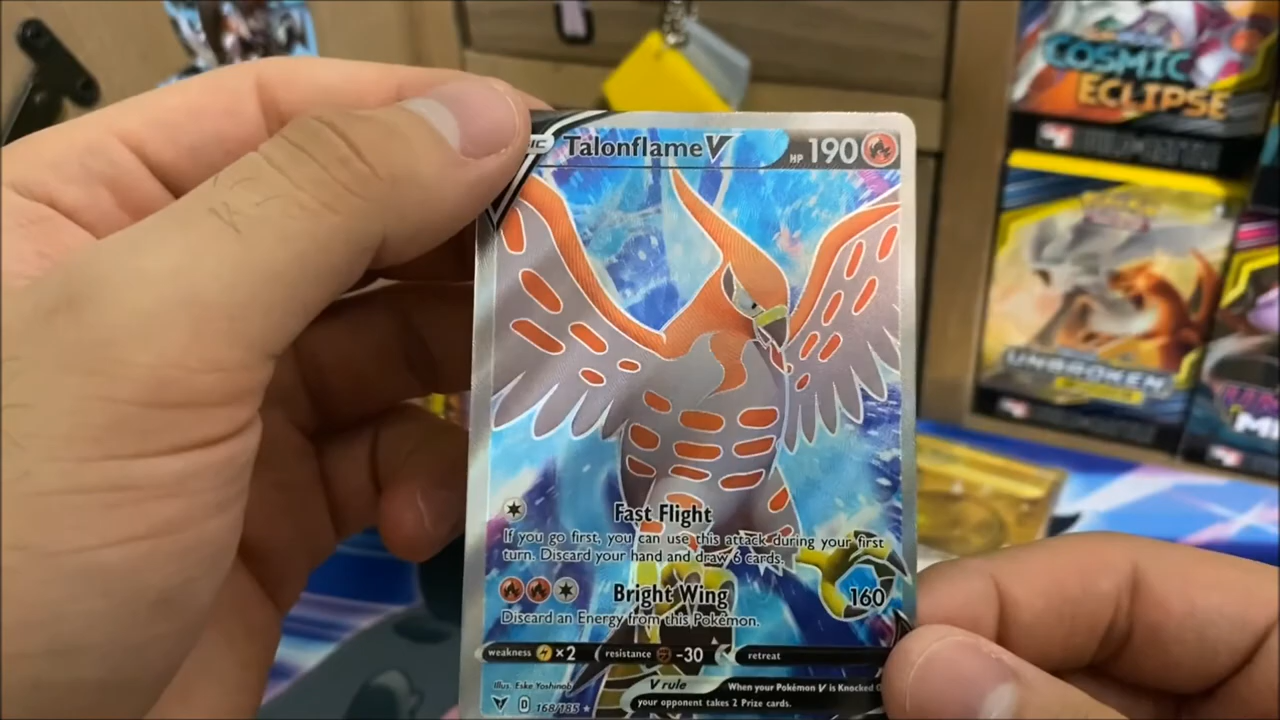 COSMIC
ECLIPSE
IC
Talonflame V
HP 190
UNBROKEN
MI
Fast Flight
If you go first, you can use this attack during your first
turn. Discard your hand and draw 6 cards.
Bright Wing 160
Discard an Energy from this Pokémon.
weakness ×2 resistance -30 retreat
Illus. Eske Yoshinob
V rule When your Pokémon V is Knocked O
your opponent takes 2 Prize cards.
D 168/185